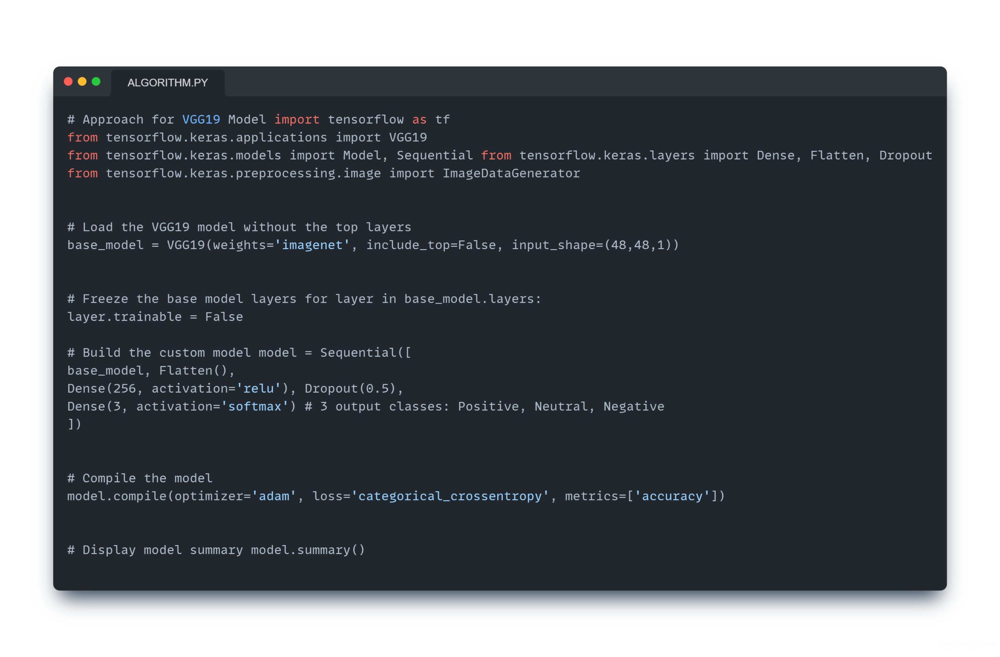 ALGORITHM.PY
# Approach for VGG19 Model import tensorflow as tf
from tensorflow.keras.applications import VGG19
from tensorflow.keras.models import Model, Sequential from tensorflow.keras.layers import Dense, Flatten, Dropout
from tensorflow.keras.preprocessing.image import ImageDataGenerator
# Load the VGG19 model without the top layers
base_model = VGG19(weights='imagenet', include_top=False, input_shape=(48,48,1))
# Freeze the base model layers for layer in base_model.layers:
layer.trainable = False
# Build the custom model model = Sequential([
base_model, Flatten(),
Dense(256, activation='relu'), Dropout(0.5),
Dense(3, activation='softmax') # 3 output classes: Positive, Neutral, Negative
])
# Compile the model
model.compile(optimizer='adam', loss='categorical_crossentropy', metrics=['accuracy'])
# Display model summary model.summary()